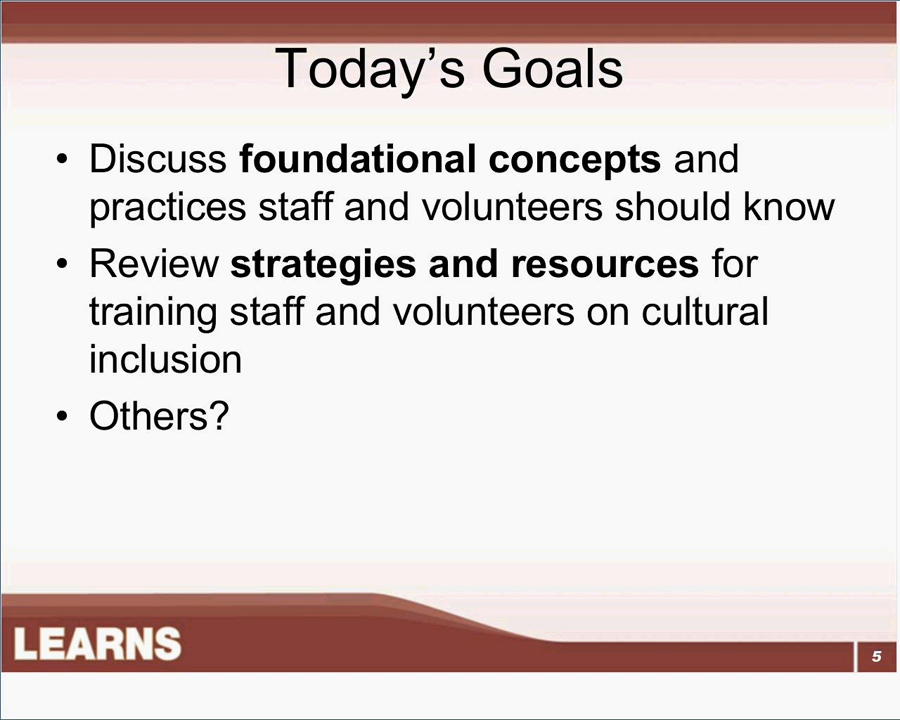 Today’s Goals
• Discuss foundational concepts and
practices staff and volunteers should know
• Review strategies and resources for
training staff and volunteers on cultural
inclusion
• Others?
LEARNS
5